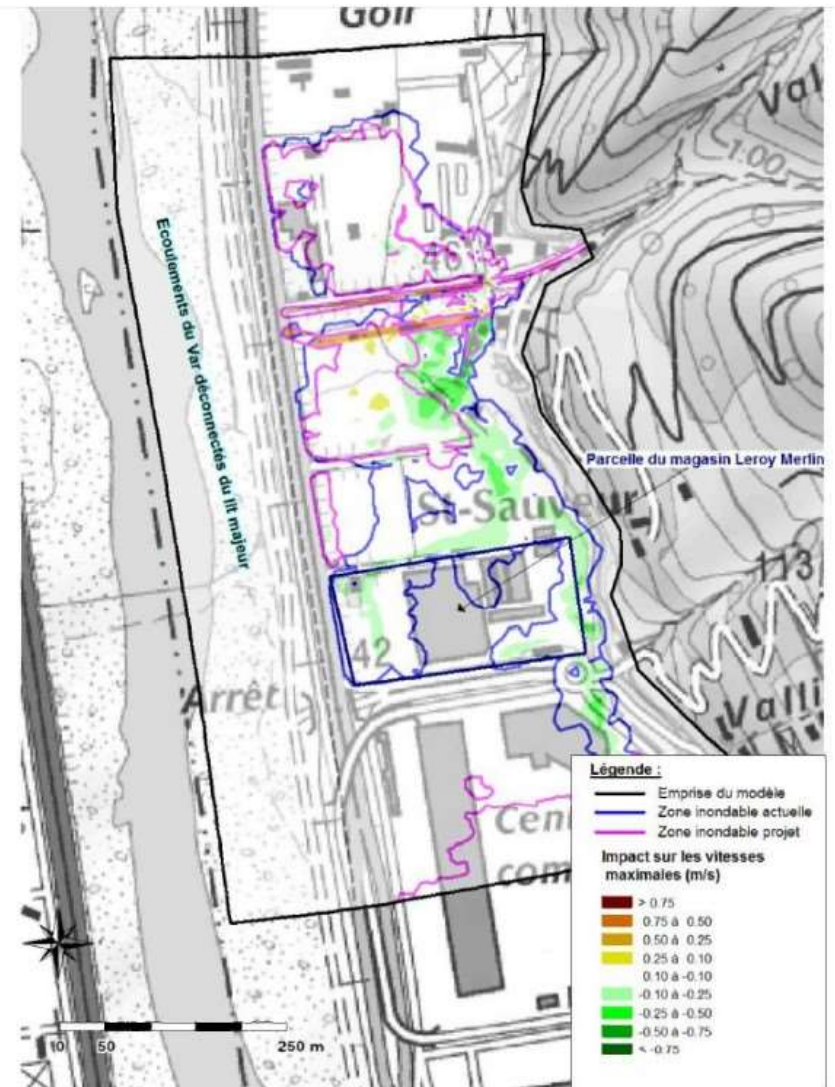 Golf
Val
100
46
Ecoulements du Var déconnectés du lit majeur
Parcelle du magasin Leroy Merlin
St-Sauveur
113
42
Arrêt
Valli
M
Cen
com
Légende :
Emprise du modèle
Zone inondable actuelle
Zone inondable projet
Impact sur les vitesses
maximales (m/s)
> 0.75
0.75 à 0.50
0.50 à 0.25
0.25 à 0.10
0.10 à -0.10
-0.10 à -0.25
-0.25 à -0.50
-0.50 à -0.75
< -0.75
10 50 250 m